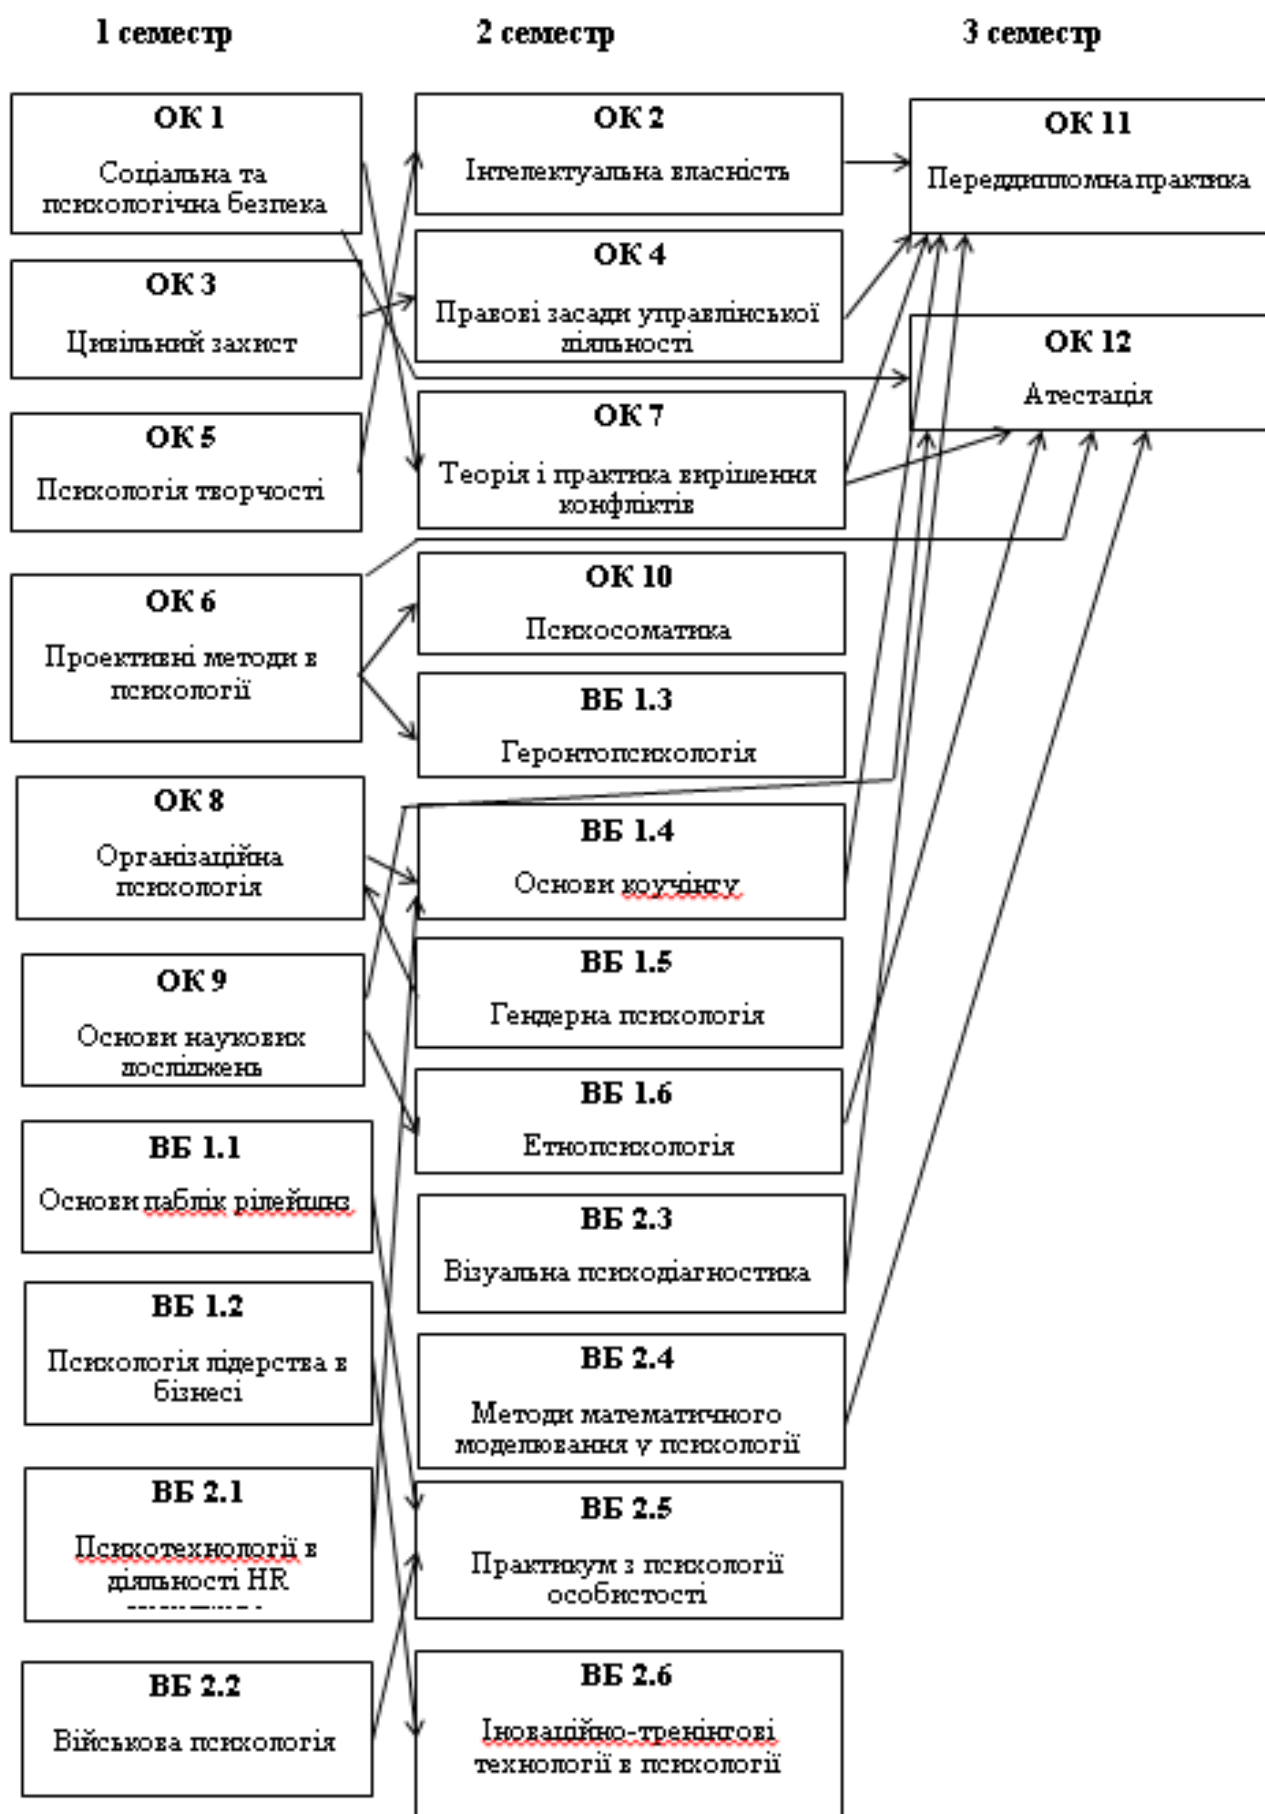 1 семестр
2 семестр
3 семестр
ОК 1
Соціальна та
психологічна безпека
ОК 3
Цивільний захист
ОК 5
Психологія творчості
ОК 6
Проективні методи в
психології
ОК 8
Організаційна
психологія
ОК 9
Основи наукових
досліджень
ВБ 1.1
Основи паблік рілейшнз
ВБ 1.2
Психологія лідерства в
бізнесі
ВБ 2.1
Психотехнології в
діяльності HR
ВБ 2.2
Військова психологія
ОК 2
Інтелектуальна власність
ОК 4
Правові засади управлінської
діяльності
ОК 7
Теорія і практика вирішення
конфліктів
ОК 10
Психосоматика
ВБ 1.3
Геронтопсихологія
ВБ 1.4
Основи коучінгу
ВБ 1.5
Гендерна психологія
ВБ 1.6
Етнопсихологія
ВБ 2.3
Візуальна психодіагностика
ВБ 2.4
Методи математичного
моделювання у психології
ВБ 2.5
Практикум з психології
особистості
ВБ 2.6
Іноваційно-тренінгові
технології в психології
ОК 11
Переддипломна практика
ОК 12
Атестація